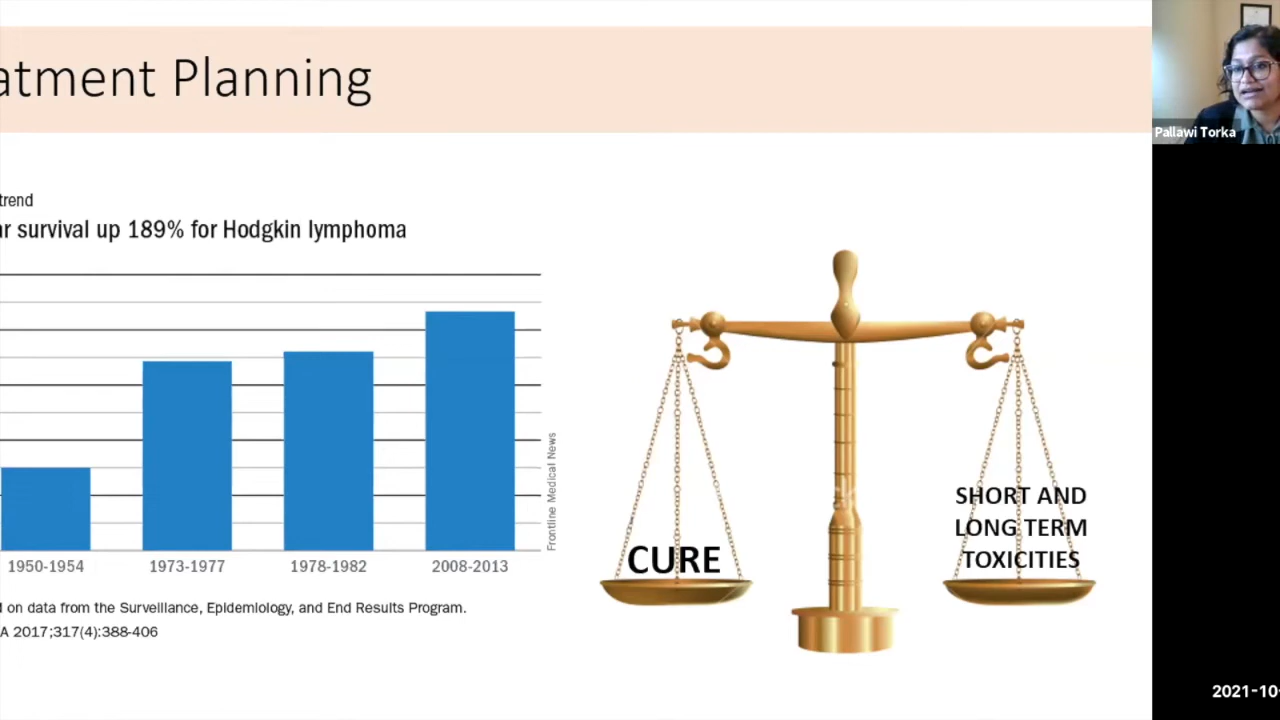 atment Planning
Pallawi Torka
trend
ar survival up 189% for Hodgkin lymphoma
CURE
SHORT AND
LONG TERM
TOXICITIES
Frontline Medical News
1950-1954 1973-1977 1978-1982 2008-2013
on data from the Surveillance, Epidemiology, and End Results Program.
A 2017;317(4):388-406
2021-10-